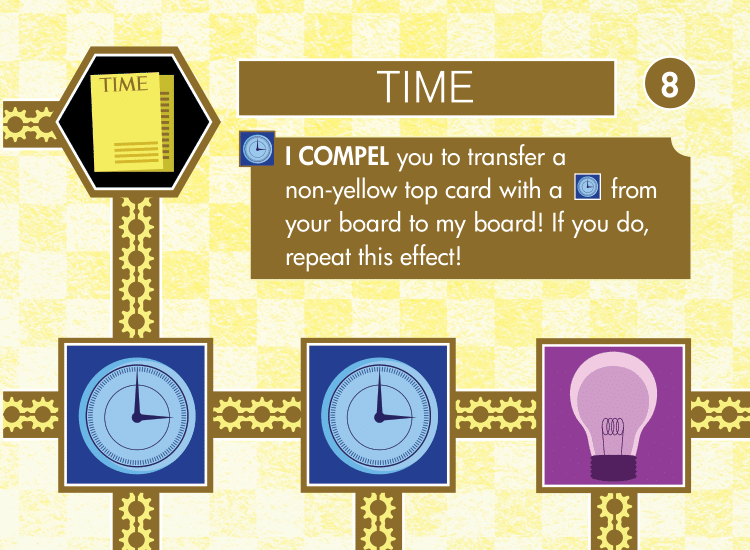 TIME
TIME
8
I COMPEL you to transfer a
non-yellow top card with a from
your board to my board! If you do,
repeat this effect!